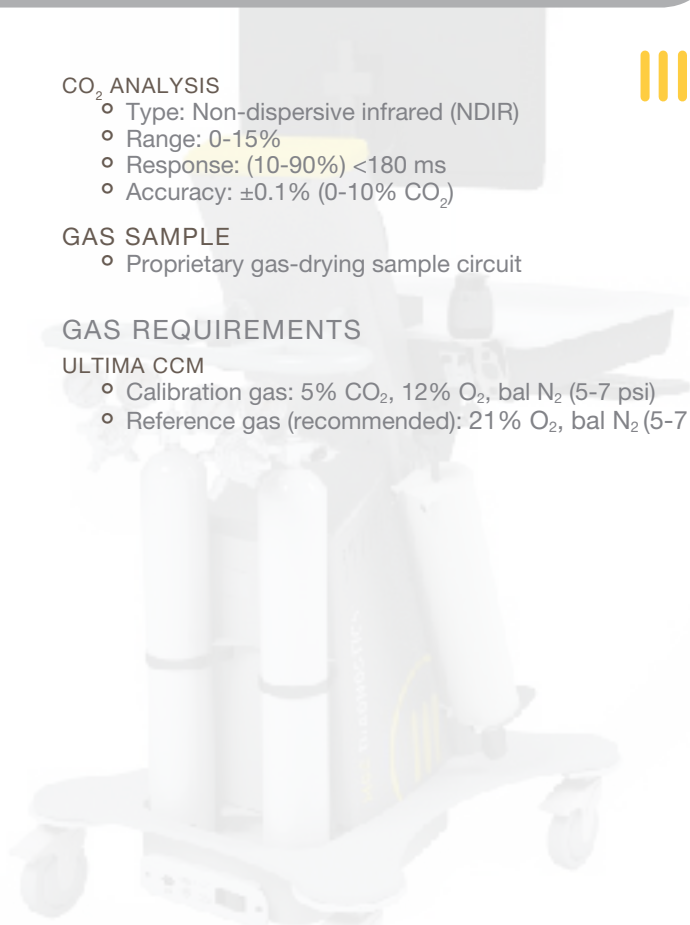 CO₂ ANALYSIS
Type: Non-dispersive infrared (NDIR)
Range: 0-15%
Response: (10-90%) <180 ms
Accuracy: ±0.1% (0-10% CO₂)
GAS SAMPLE
Proprietary gas-drying sample circuit
GAS REQUIREMENTS
ULTIMA CCM
Calibration gas: 5% CO₂, 12% O₂, bal N₂ (5-7 psi)
Reference gas (recommended): 21% O₂, bal N₂ (5-7
DIAGNOSTICS